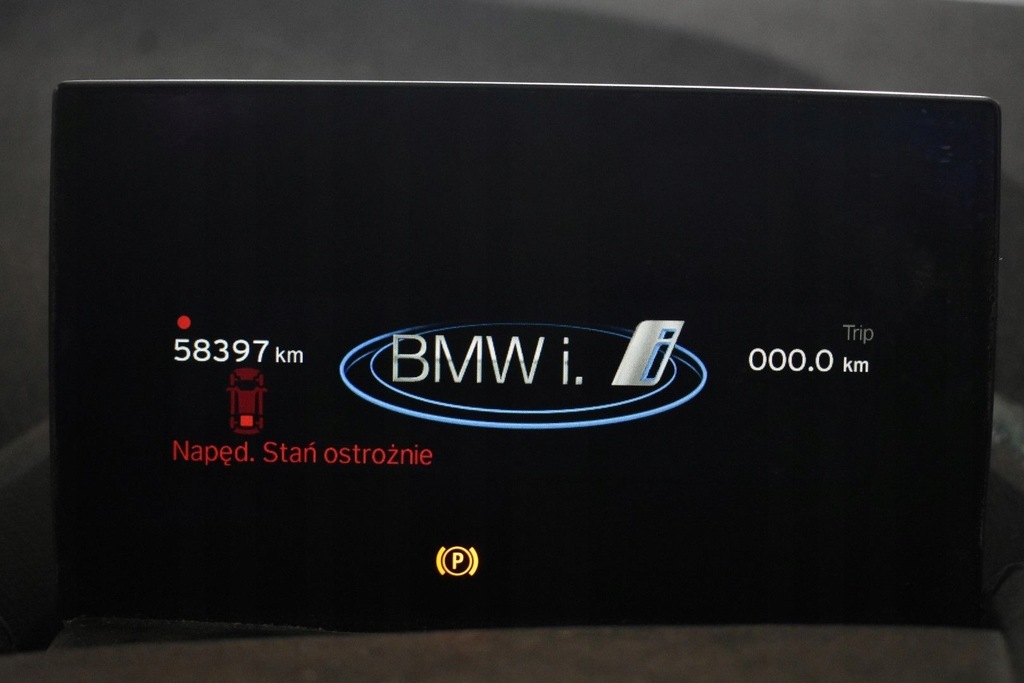 Trip
58397 km
BMW i.
i
000.0 km
Napęd. Stań ostrożnie
P